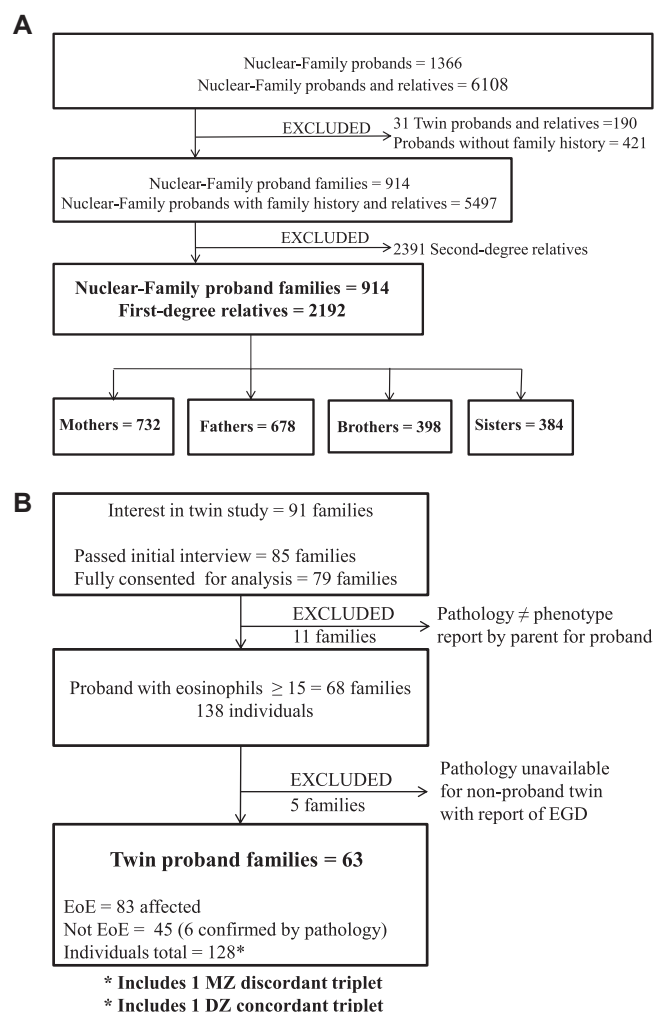 A
Nuclear-Family probands = 1366
Nuclear-Family probands and relatives = 6108
EXCLUDED
31 Twin probands and relatives =190
Probands without family history = 421
Nuclear-Family proband families = 914
Nuclear-Family probands with family history and relatives = 5497
EXCLUDED
2391 Second-degree relatives
Nuclear-Family proband families = 914
First-degree relatives = 2192
Mothers = 732
Fathers = 678
Brothers = 398
Sisters = 384
B
Interest in twin study = 91 families
Passed initial interview = 85 families
Fully consented for analysis = 79 families
EXCLUDED
11 families
Pathology ≠ phenotype
report by parent for proband
Proband with eosinophils ≥ 15 = 68 families
138 individuals
EXCLUDED
5 families
Pathology unavailable
for non-proband twin
with report of EGD
Twin proband families = 63
EoE = 83 affected
Not EoE = 45 (6 confirmed by pathology)
Individuals total = 128*
* Includes 1 MZ discordant triplet
* Includes 1 DZ concordant triplet